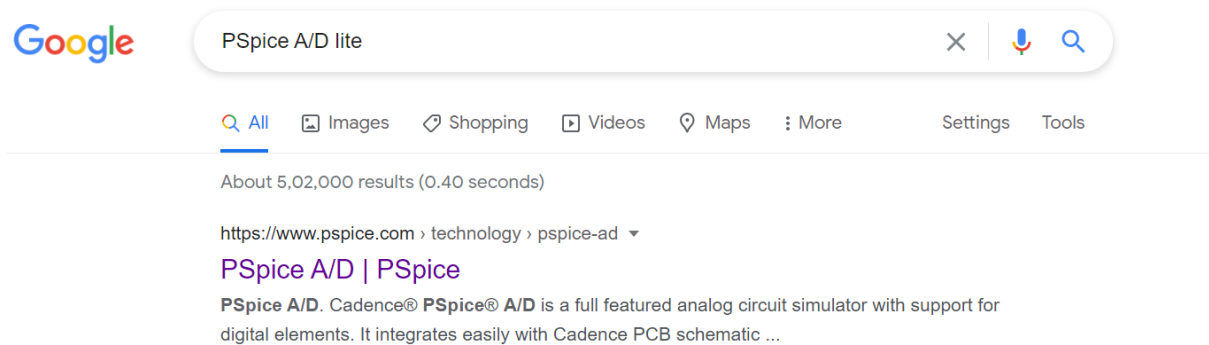 Google
PSpice A/D lite
All Images Shopping Videos Maps More Settings Tools
About 5,02,000 results (0.40 seconds)
https://www.pspice.com › technology › pspice-ad
PSpice A/D | PSpice
PSpice A/D. Cadence® PSpice® A/D is a full featured analog circuit simulator with support for
digital elements. It integrates easily with Cadence PCB schematic ...